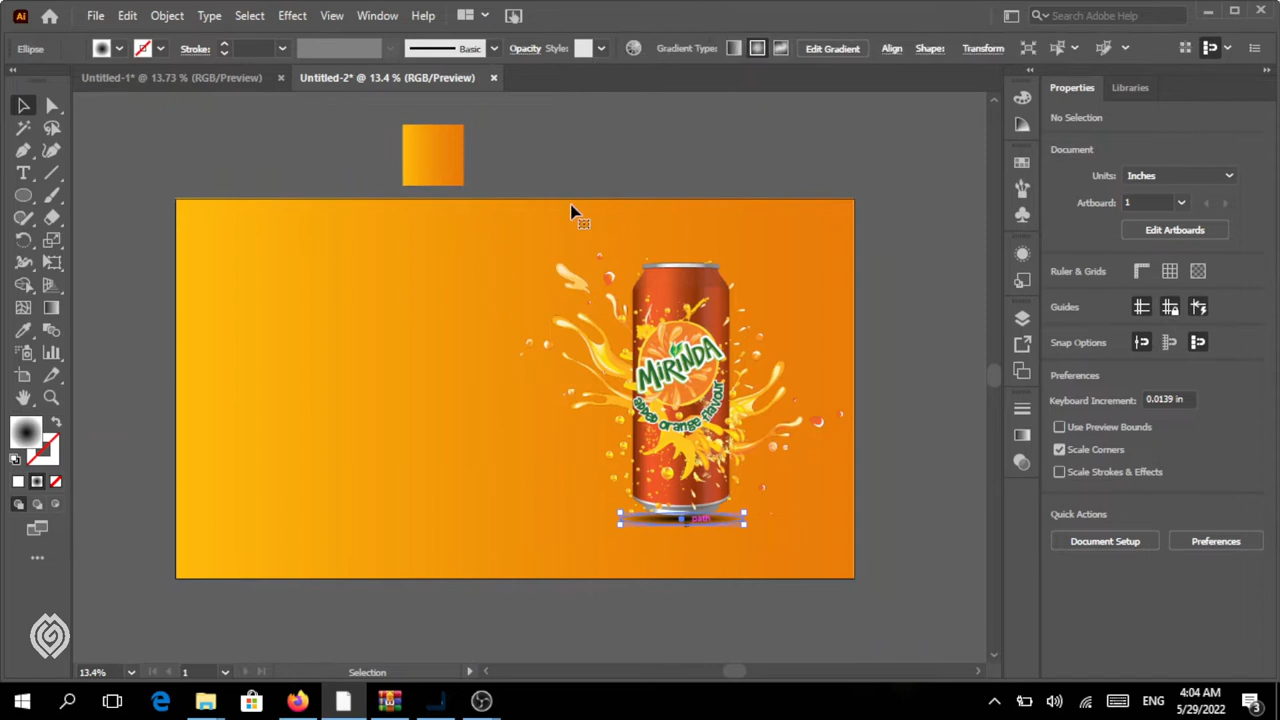 Ai File Edit Object Type Select Effect View Window Help Search Adobe Help
Ellipse Stroke: Basic Opacity Style: Gradient Type: Edit Gradient Align Shape: Transform
Untitled-1* @ 13.73 % (RGB/Preview) × Untitled-2* @ 13.4 % (RGB/Preview) ×
Properties Libraries
No Selection
Document
Units: Inches
Artboard: 1
Edit Artboards
Ruler & Grids
Guides
Snap Options
Preferences
Keyboard Increment: 0.0139 in
Use Preview Bounds
Scale Corners
Scale Strokes & Effects
Quick Actions
Document Setup Preferences
MiRiNDA
added orange flavour
path
13.4% 1 Selection
ENG 4:04 AM
5/29/2022 3